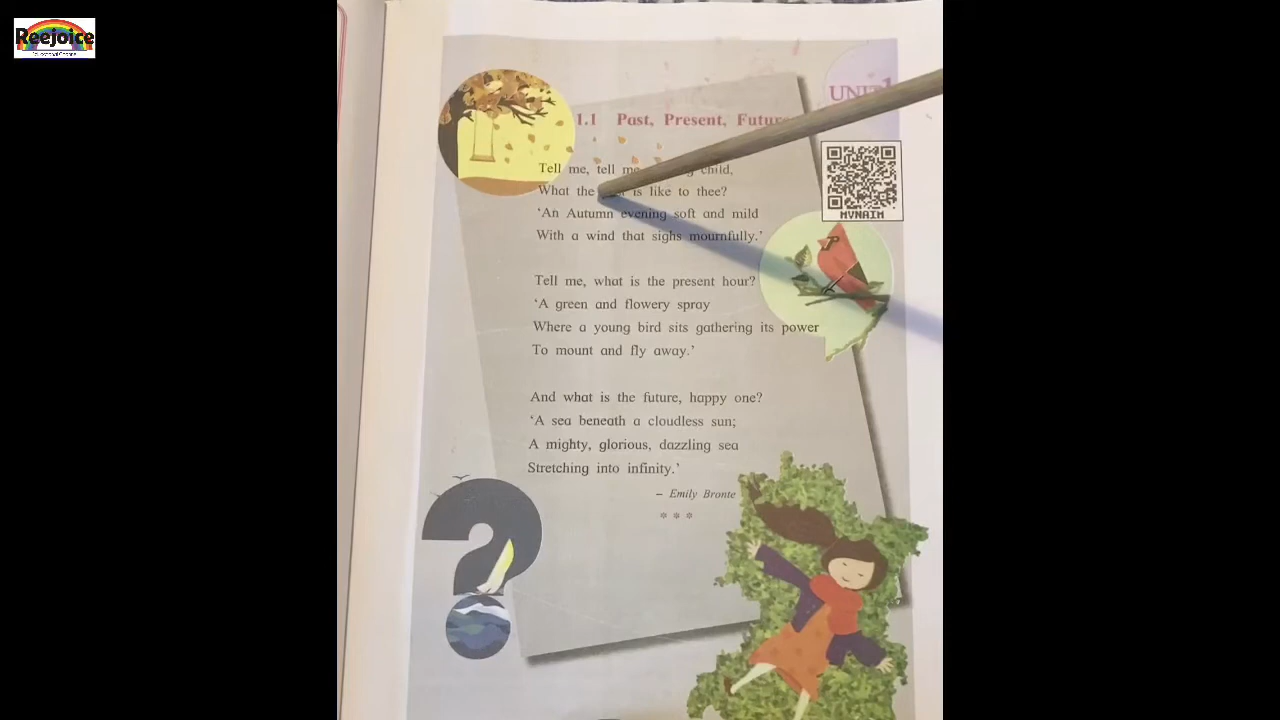 Reejoice
UNIT 1
1.1 Past, Present, Future
Tell me, tell me, child,
What the is like to thee?
‘An Autumn evening soft and mild
With a wind that sighs mournfully.’
Tell me, what is the present hour?
‘A green and flowery spray
Where a young bird sits gathering its power
To mount and fly away.’
And what is the future, happy one?
‘A sea beneath a cloudless sun;
A mighty, glorious, dazzling sea
Stretching into infinity.’
– Emily Bronte
* * *
MVNAIM